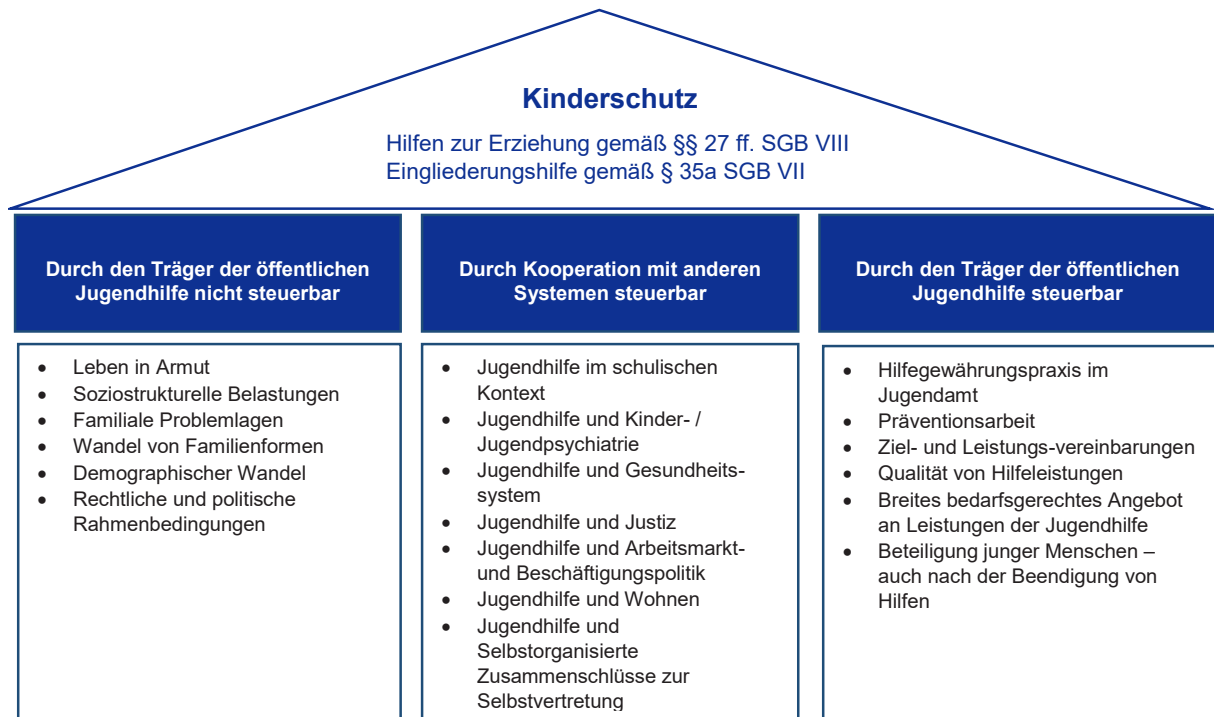 Kinderschutz
Hilfen zur Erziehung gemäß §§ 27 ff. SGB VIII
Eingliederungshilfe gemäß § 35a SGB VII
Durch den Träger der öffentlichen
Jugendhilfe nicht steuerbar
• Leben in Armut
• Soziostrukturelle Belastungen
• Familiale Problemlagen
• Wandel von Familienformen
• Demographischer Wandel
• Rechtliche und politische
Rahmenbedingungen
Durch Kooperation mit anderen
Systemen steuerbar
• Jugendhilfe im schulischen
Kontext
• Jugendhilfe und Kinder- /
Jugendpsychiatrie
• Jugendhilfe und Gesundheits-
system
• Jugendhilfe und Justiz
• Jugendhilfe und Arbeitsmarkt-
und Beschäftigungspolitik
• Jugendhilfe und Wohnen
• Jugendhilfe und
Selbstorganisierte
Zusammenschlüsse zur
Selbstvertretung
Durch den Träger der öffentlichen
Jugendhilfe steuerbar
• Hilfegewährungspraxis im
Jugendamt
• Präventionsarbeit
• Ziel- und Leistungs-vereinbarungen
• Qualität von Hilfeleistungen
• Breites bedarfsgerechtes Angebot
an Leistungen der Jugendhilfe
• Beteiligung junger Menschen –
auch nach der Beendigung von
Hilfen